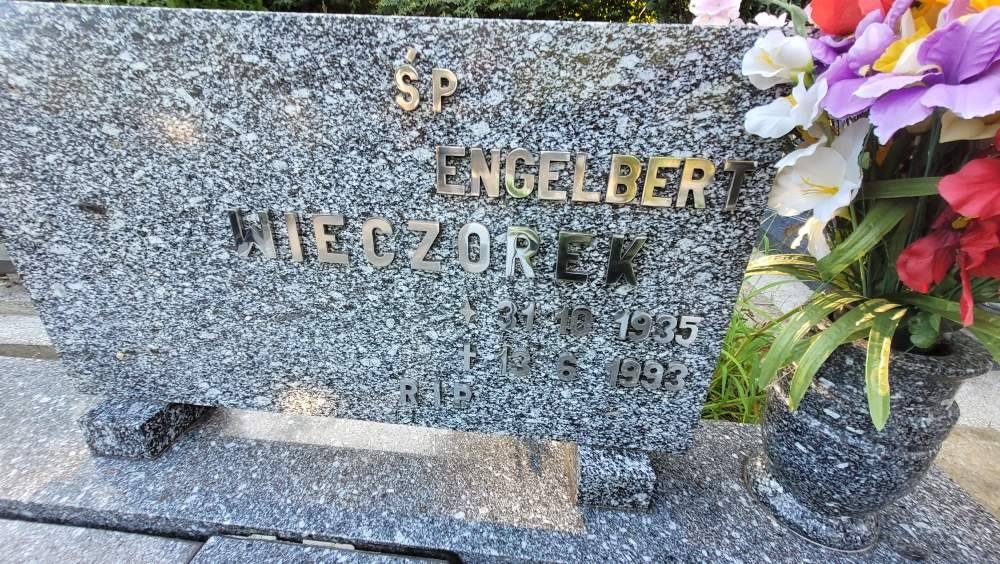 ŚP
ENGELBERT
WIECZOREK
31 10 1935
✝ 13 6 1993
RIP